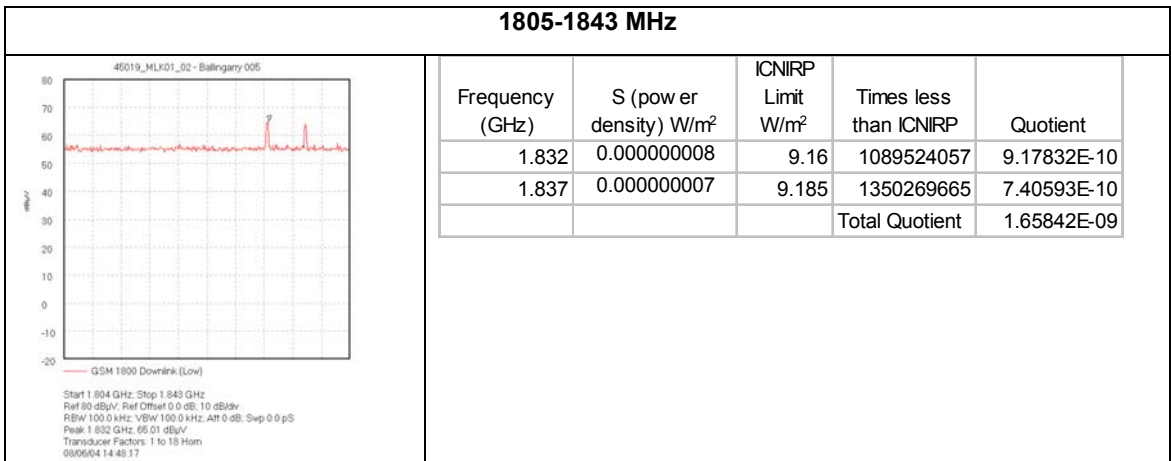 1805-1843 MHz
45019_MLK01_02 - Ballingarry 005
80
70
60
50
40
30
20
10
0
-10
-20
dBµV
GSM 1800 Downlink (Low)
Start 1.804 GHz; Stop 1.843 GHz
Ref 80 dBµV; Ref Offset 0.0 dB; 10 dB/div
RBW 100.0 kHz; VBW 100.0 kHz; Att 0 dB; Swp 0.0 pS
Peak 1.832 GHz, 65.01 dBµV
Transducer Factors: 1 to 18 Horn
08/06/04 14:48:17
Frequency (GHz) S (pow er density) W/m² ICNIRP Limit W/m² Times less than ICNIRP Quotient
1.832 0.000000008 9.16 1089524057 9.17832E-10
1.837 0.000000007 9.185 1350269665 7.40593E-10
Total Quotient 1.65842E-09